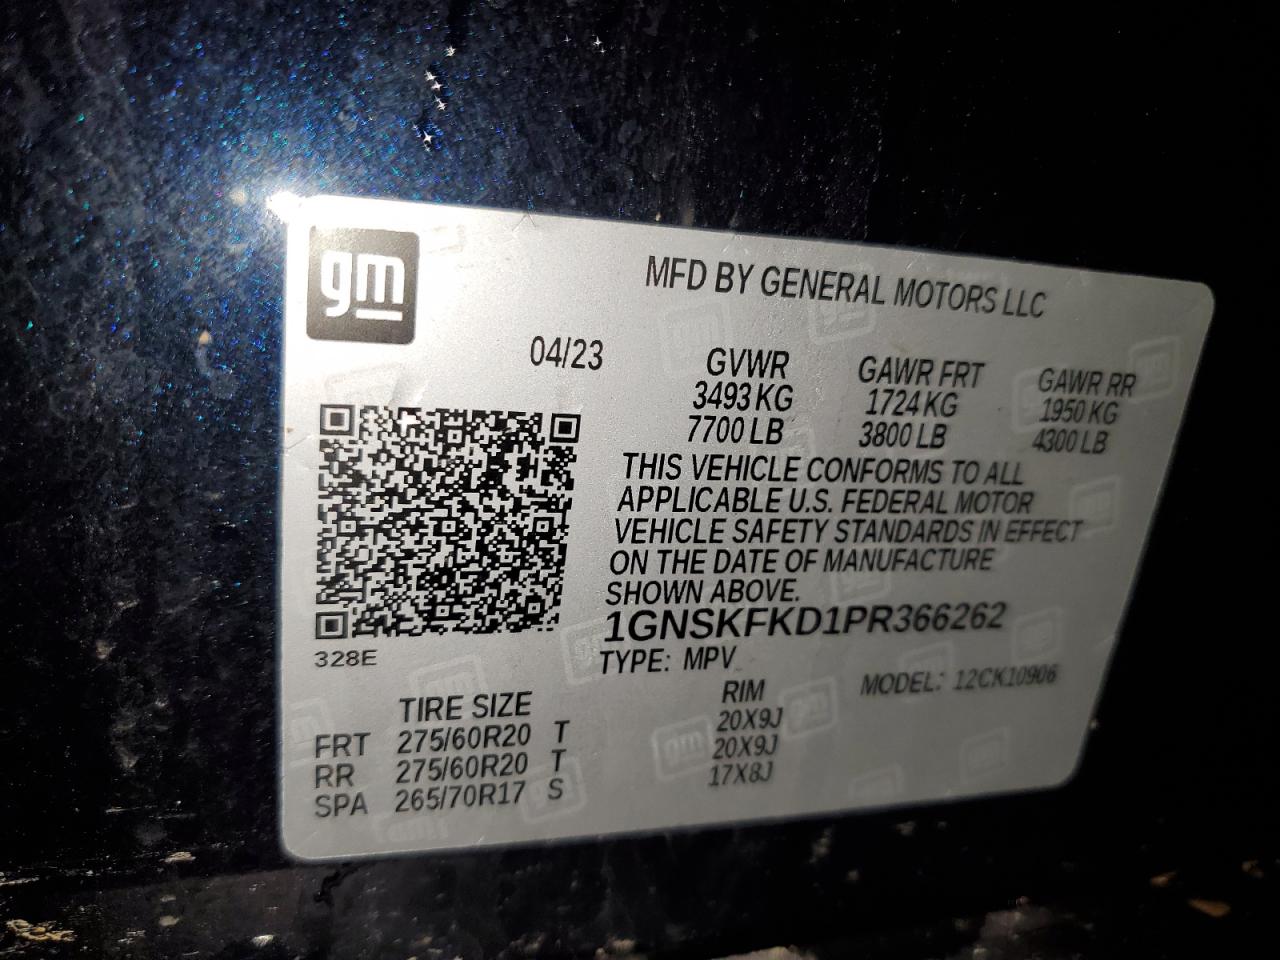 gm
MFD BY GENERAL MOTORS LLC
04/23
GVWR GAWR FRT GAWR RR
3493 KG 1724 KG 1950 KG
7700 LB 3800 LB 4300 LB
THIS VEHICLE CONFORMS TO ALL
APPLICABLE U.S. FEDERAL MOTOR
VEHICLE SAFETY STANDARDS IN EFFECT
ON THE DATE OF MANUFACTURE
SHOWN ABOVE.
1GNSKFKD1PR366262
328E
TYPE: MPV MODEL: 12CK10906
TIRE SIZE RIM
FRT 275/60R20 T 20X9J
RR 275/60R20 T 20X9J
SPA 265/70R17 S 17X8J